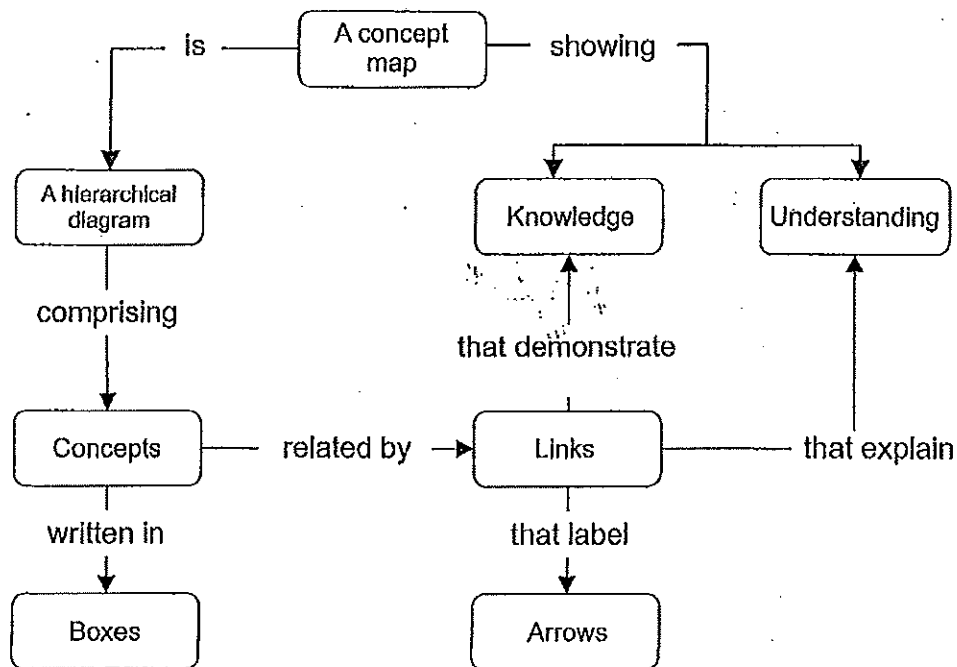 is
A concept
map
showing
A hierarchical
diagram
Knowledge
Understanding
comprising
that demonstrate
Concepts
related by
Links
that explain
written in
that label
Boxes
Arrows